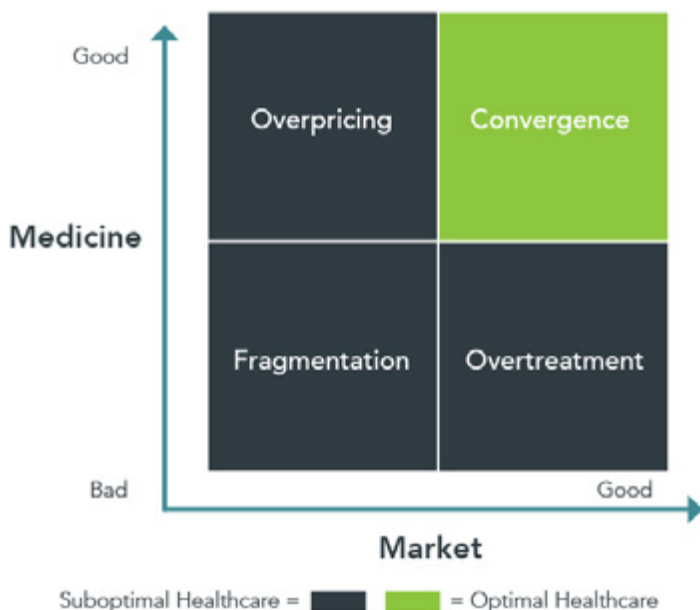 Good
Overpricing
Convergence
Medicine
Fragmentation
Overtreatment
Bad
Good
Market
Suboptimal Healthcare =
= Optimal Healthcare